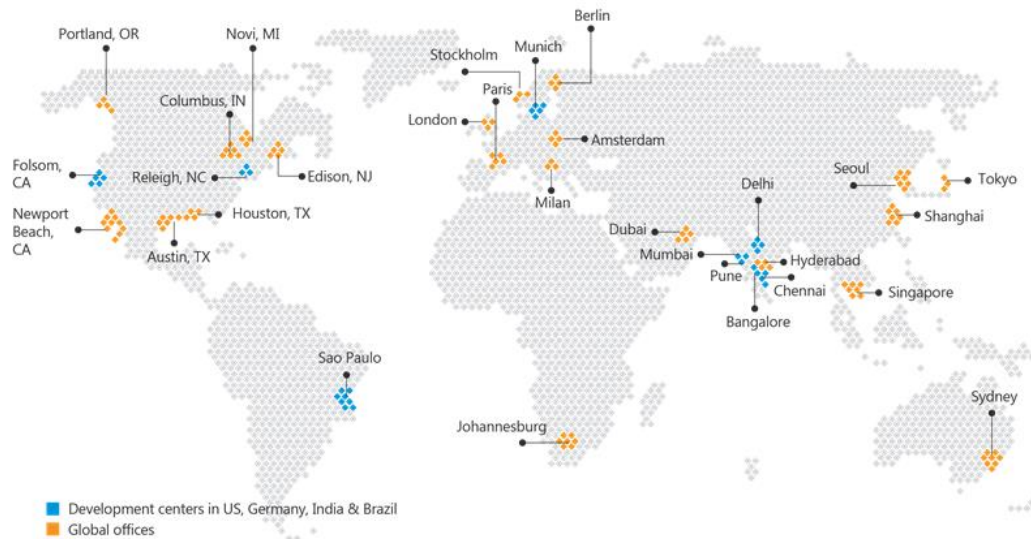 Berlin
Portland, OR
Novi, MI
Munich
Stockholm
Paris
Columbus, IN
London
Amsterdam
Folsom,
CA
Releigh, NC
Edison, NJ
Seoul
Tokyo
Delhi
Milan
Newport
Beach,
CA
Houston, TX
Shanghai
Dubai
Austin, TX
Mumbai
Hyderabad
Pune
Chennai
Singapore
Bangalore
Sao Paulo
Sydney
Johannesburg
Development centers in US, Germany, India & Brazil
Global offices